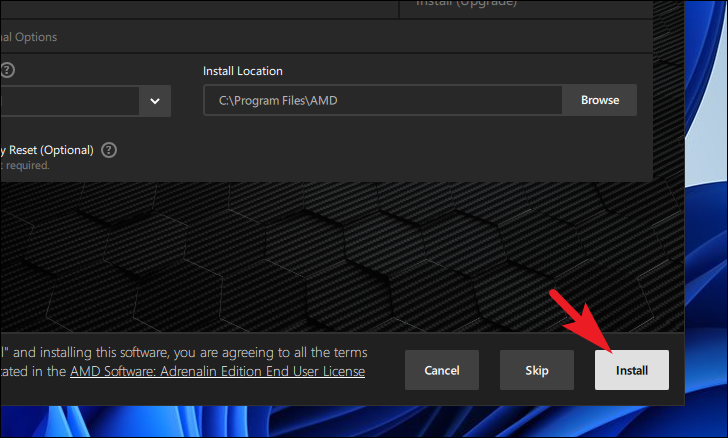 Install (Upgrade)
nal Options
Install Location
C:\Program Files\AMD
Browse
y Reset (Optional)
t required.
l" and installing this software, you are agreeing to all the terms
tated in the AMD Software: Adrenalin Edition End User License
Cancel
Skip
Install